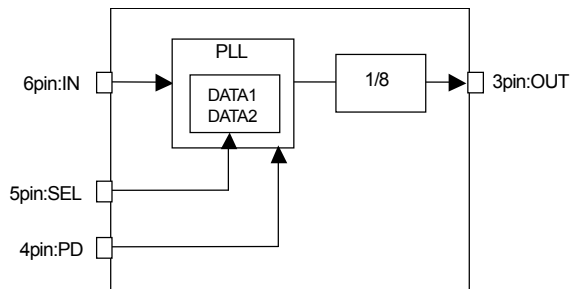 PLL
6pin:IN
DATA1
DATA2
1/8
3pin:OUT
5pin:SEL
4pin:PD